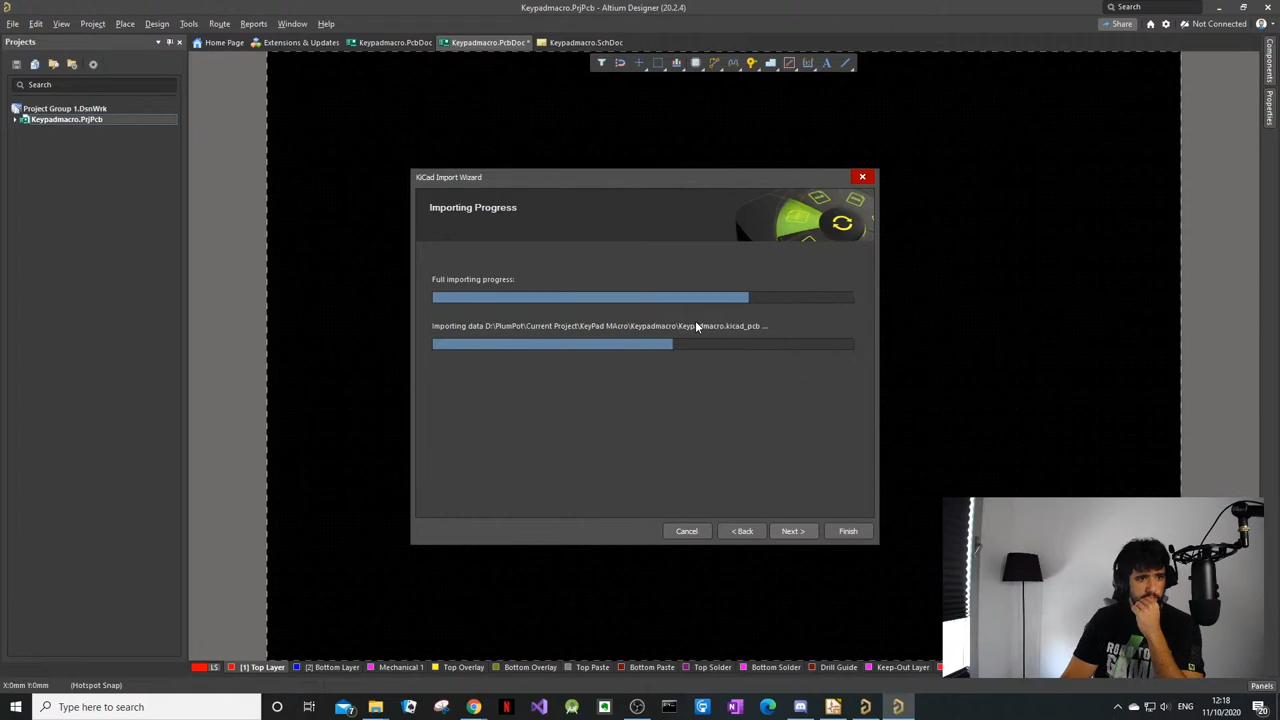 Keypadmacro.PrjPcb - Altium Designer (20.2.4)
Search
File Edit View Project Place Design Tools Route Reports Window Help
Share
Not Connected
Projects
Home Page Extensions & Updates Keypadmacro.PcbDoc Keypadmacro.PcbDoc * Keypadmacro.SchDoc
Components
Properties
Search
Project Group 1.DsnWrk
Keypadmacro.PrjPcb
KiCad Import Wizard
Importing Progress
Full importing progress:
Importing data D:\PlumPot\Current Project\KeyPad MAcro\Keypadmacro\Keypadmacro.kicad_pcb ...
Cancel < Back Next > Finish
LS [1] Top Layer [2] Bottom Layer Mechanical 1 Top Overlay Bottom Overlay Top Paste Bottom Paste Top Solder Bottom Solder Drill Guide Keep-Out Layer
X:0mm Y:0mm (Hotspot Snap)
Panels
Type here to search
ENG
12:18
11/10/2020
20